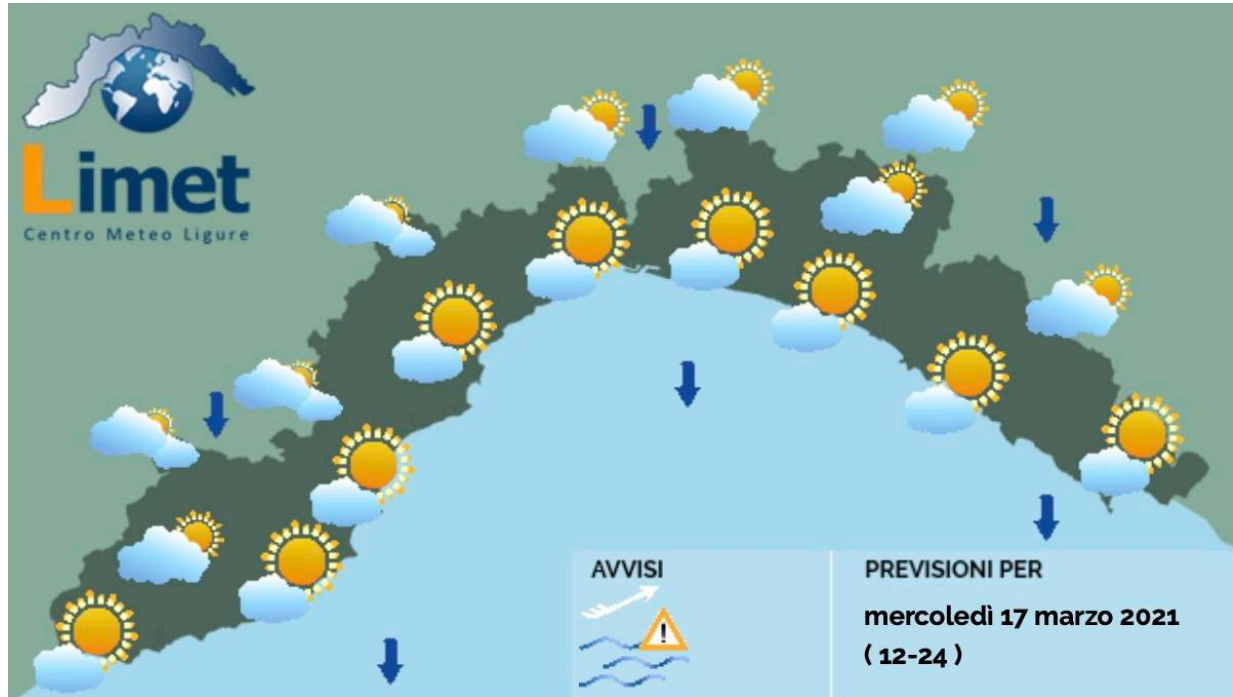 Limet
Centro Meteo Ligure
AVVISI
PREVISIONI PER
mercoledì 17 marzo 2021
( 12-24 )